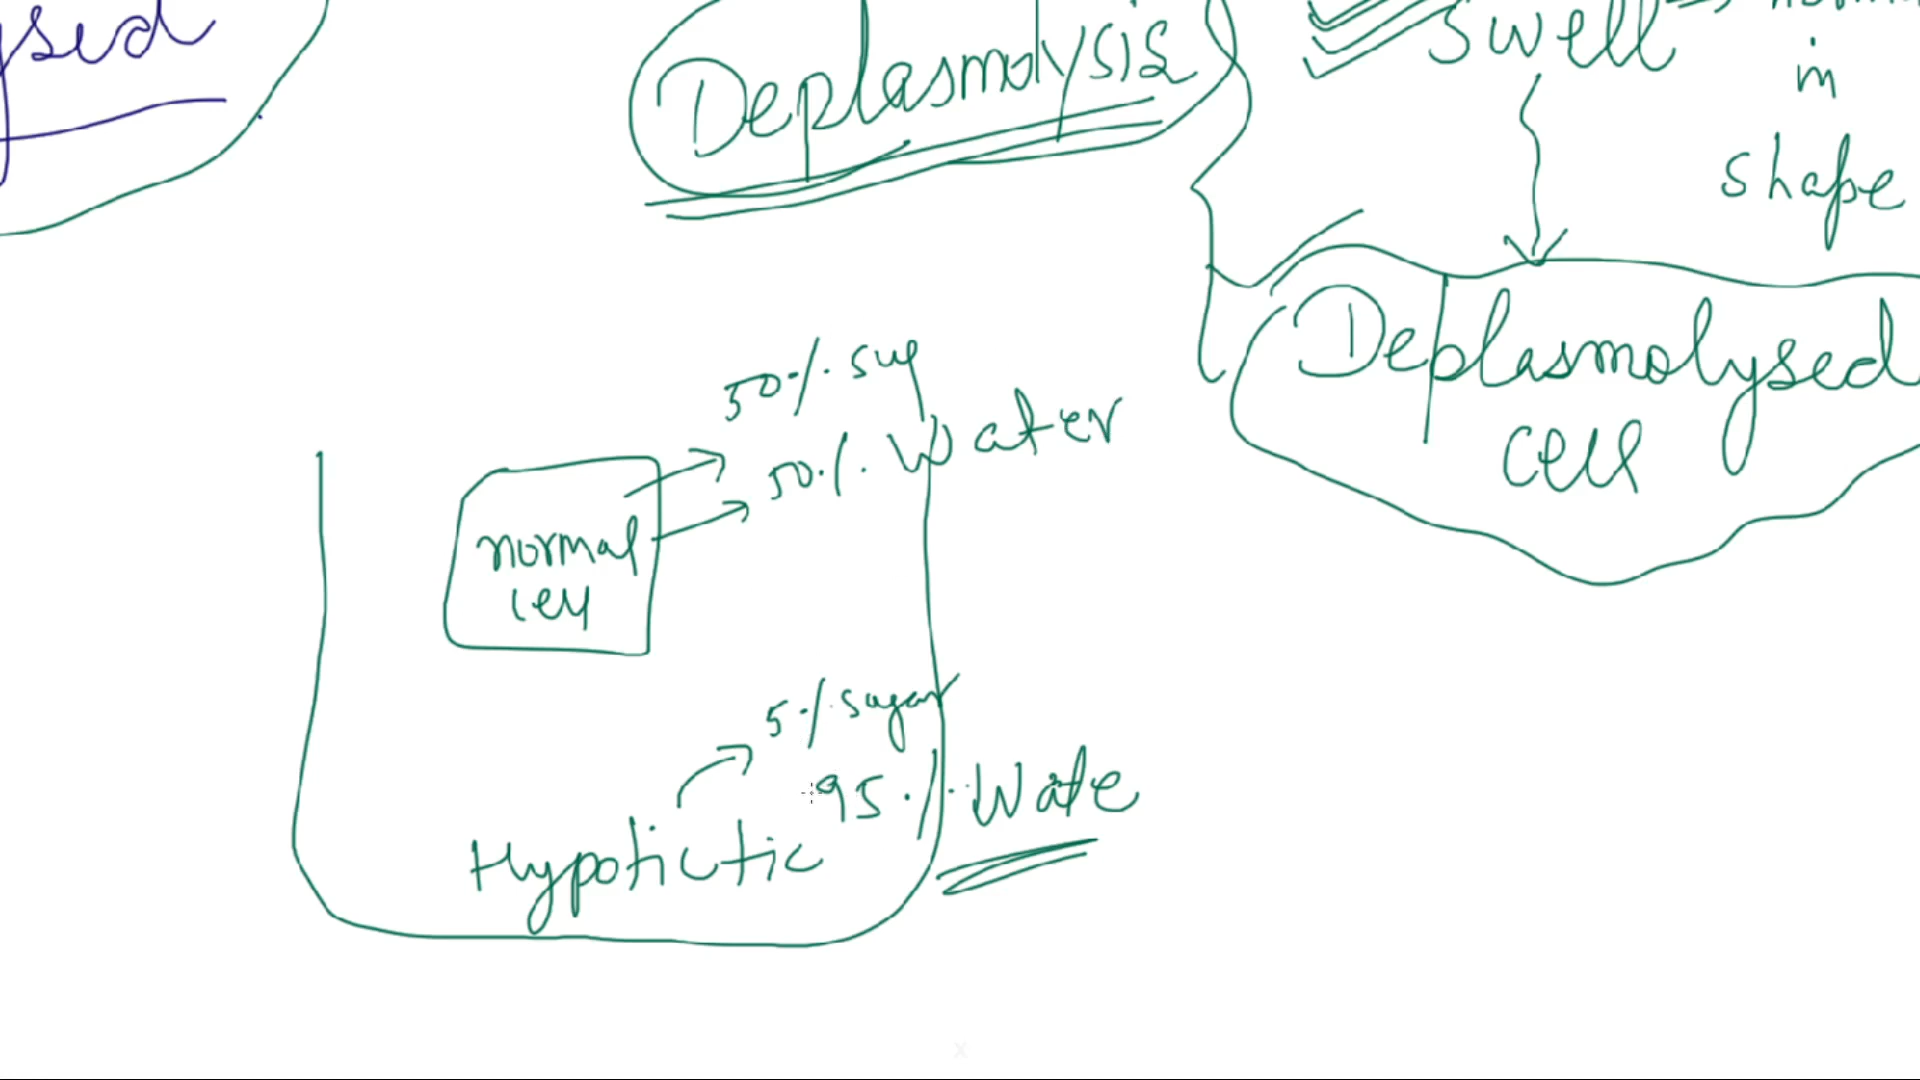 Deplasmolysis
swell
in
shape
Deplasmolysed
cell
50% sug
50% Water
normal
cell
5% sugar
95% Wate
Hypotictic